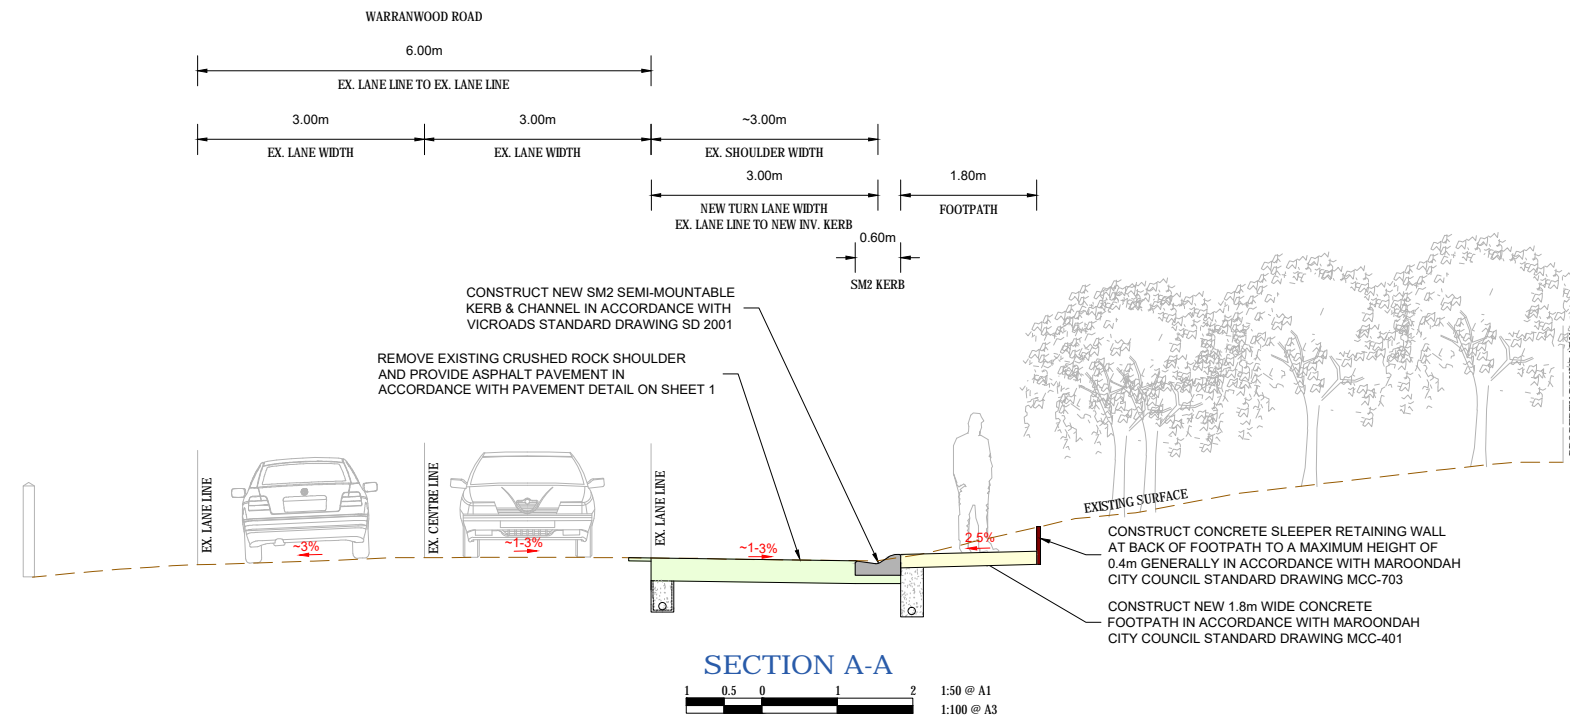 WARRANWOOD ROAD
6.00m
EX. LANE LINE TO EX. LANE LINE
3.00m
3.00m
~3.00m
EX. LANE WIDTH
EX. LANE WIDTH
EX. SHOULDER WIDTH
3.00m
1.80m
NEW TURN LANE WIDTH
EX. LANE LINE TO NEW INV. KERB
FOOTPATH
0.60m
SM2 KERB
CONSTRUCT NEW SM2 SEMI-MOUNTABLE
KERB & CHANNEL IN ACCORDANCE WITH
VICROADS STANDARD DRAWING SD 2001
REMOVE EXISTING CRUSHED ROCK SHOULDER
AND PROVIDE ASPHALT PAVEMENT IN
ACCORDANCE WITH PAVEMENT DETAIL ON SHEET 1
EX. LANE LINE
EX. CENTRE LINE
EX. LANE LINE
~3%
~1-3%
~1-3%
2.5%
EXISTING SURFACE
CONSTRUCT CONCRETE SLEEPER RETAINING WALL
AT BACK OF FOOTPATH TO A MAXIMUM HEIGHT OF
0.4m GENERALLY IN ACCORDANCE WITH MAROONDAH
CITY COUNCIL STANDARD DRAWING MCC-703
CONSTRUCT NEW 1.8m WIDE CONCRETE
FOOTPATH IN ACCORDANCE WITH MAROONDAH
CITY COUNCIL STANDARD DRAWING MCC-401
SECTION A-A
1 0.5 0 1 2
1:50 @ A1
1:100 @ A3